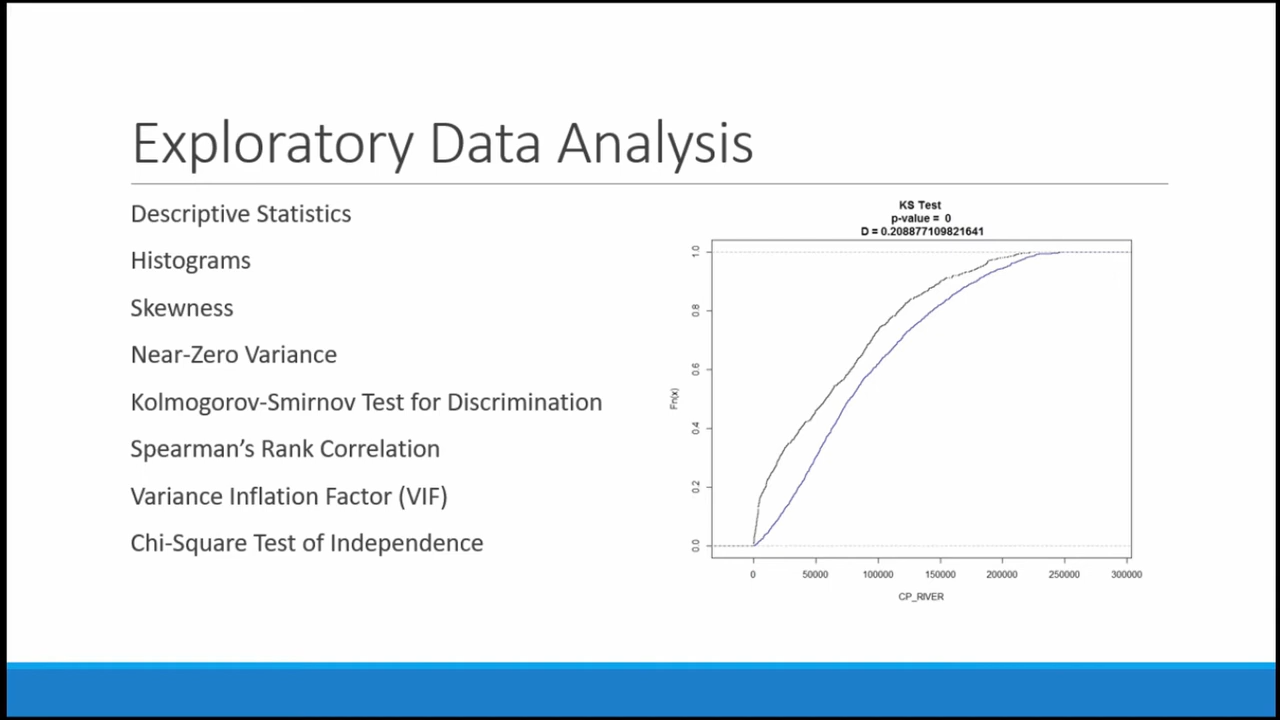 Exploratory Data Analysis
Descriptive Statistics
Histograms
Skewness
Near-Zero Variance
Kolmogorov-Smirnov Test for Discrimination
Spearman’s Rank Correlation
Variance Inflation Factor (VIF)
Chi-Square Test of Independence
KS Test
p-value = 0
D = 0.208877109821641
1.0
0.8
0.6
Fn(x)
0.4
0.2
0.0
0 50000 100000 150000 200000 250000 300000
CP_RIVER